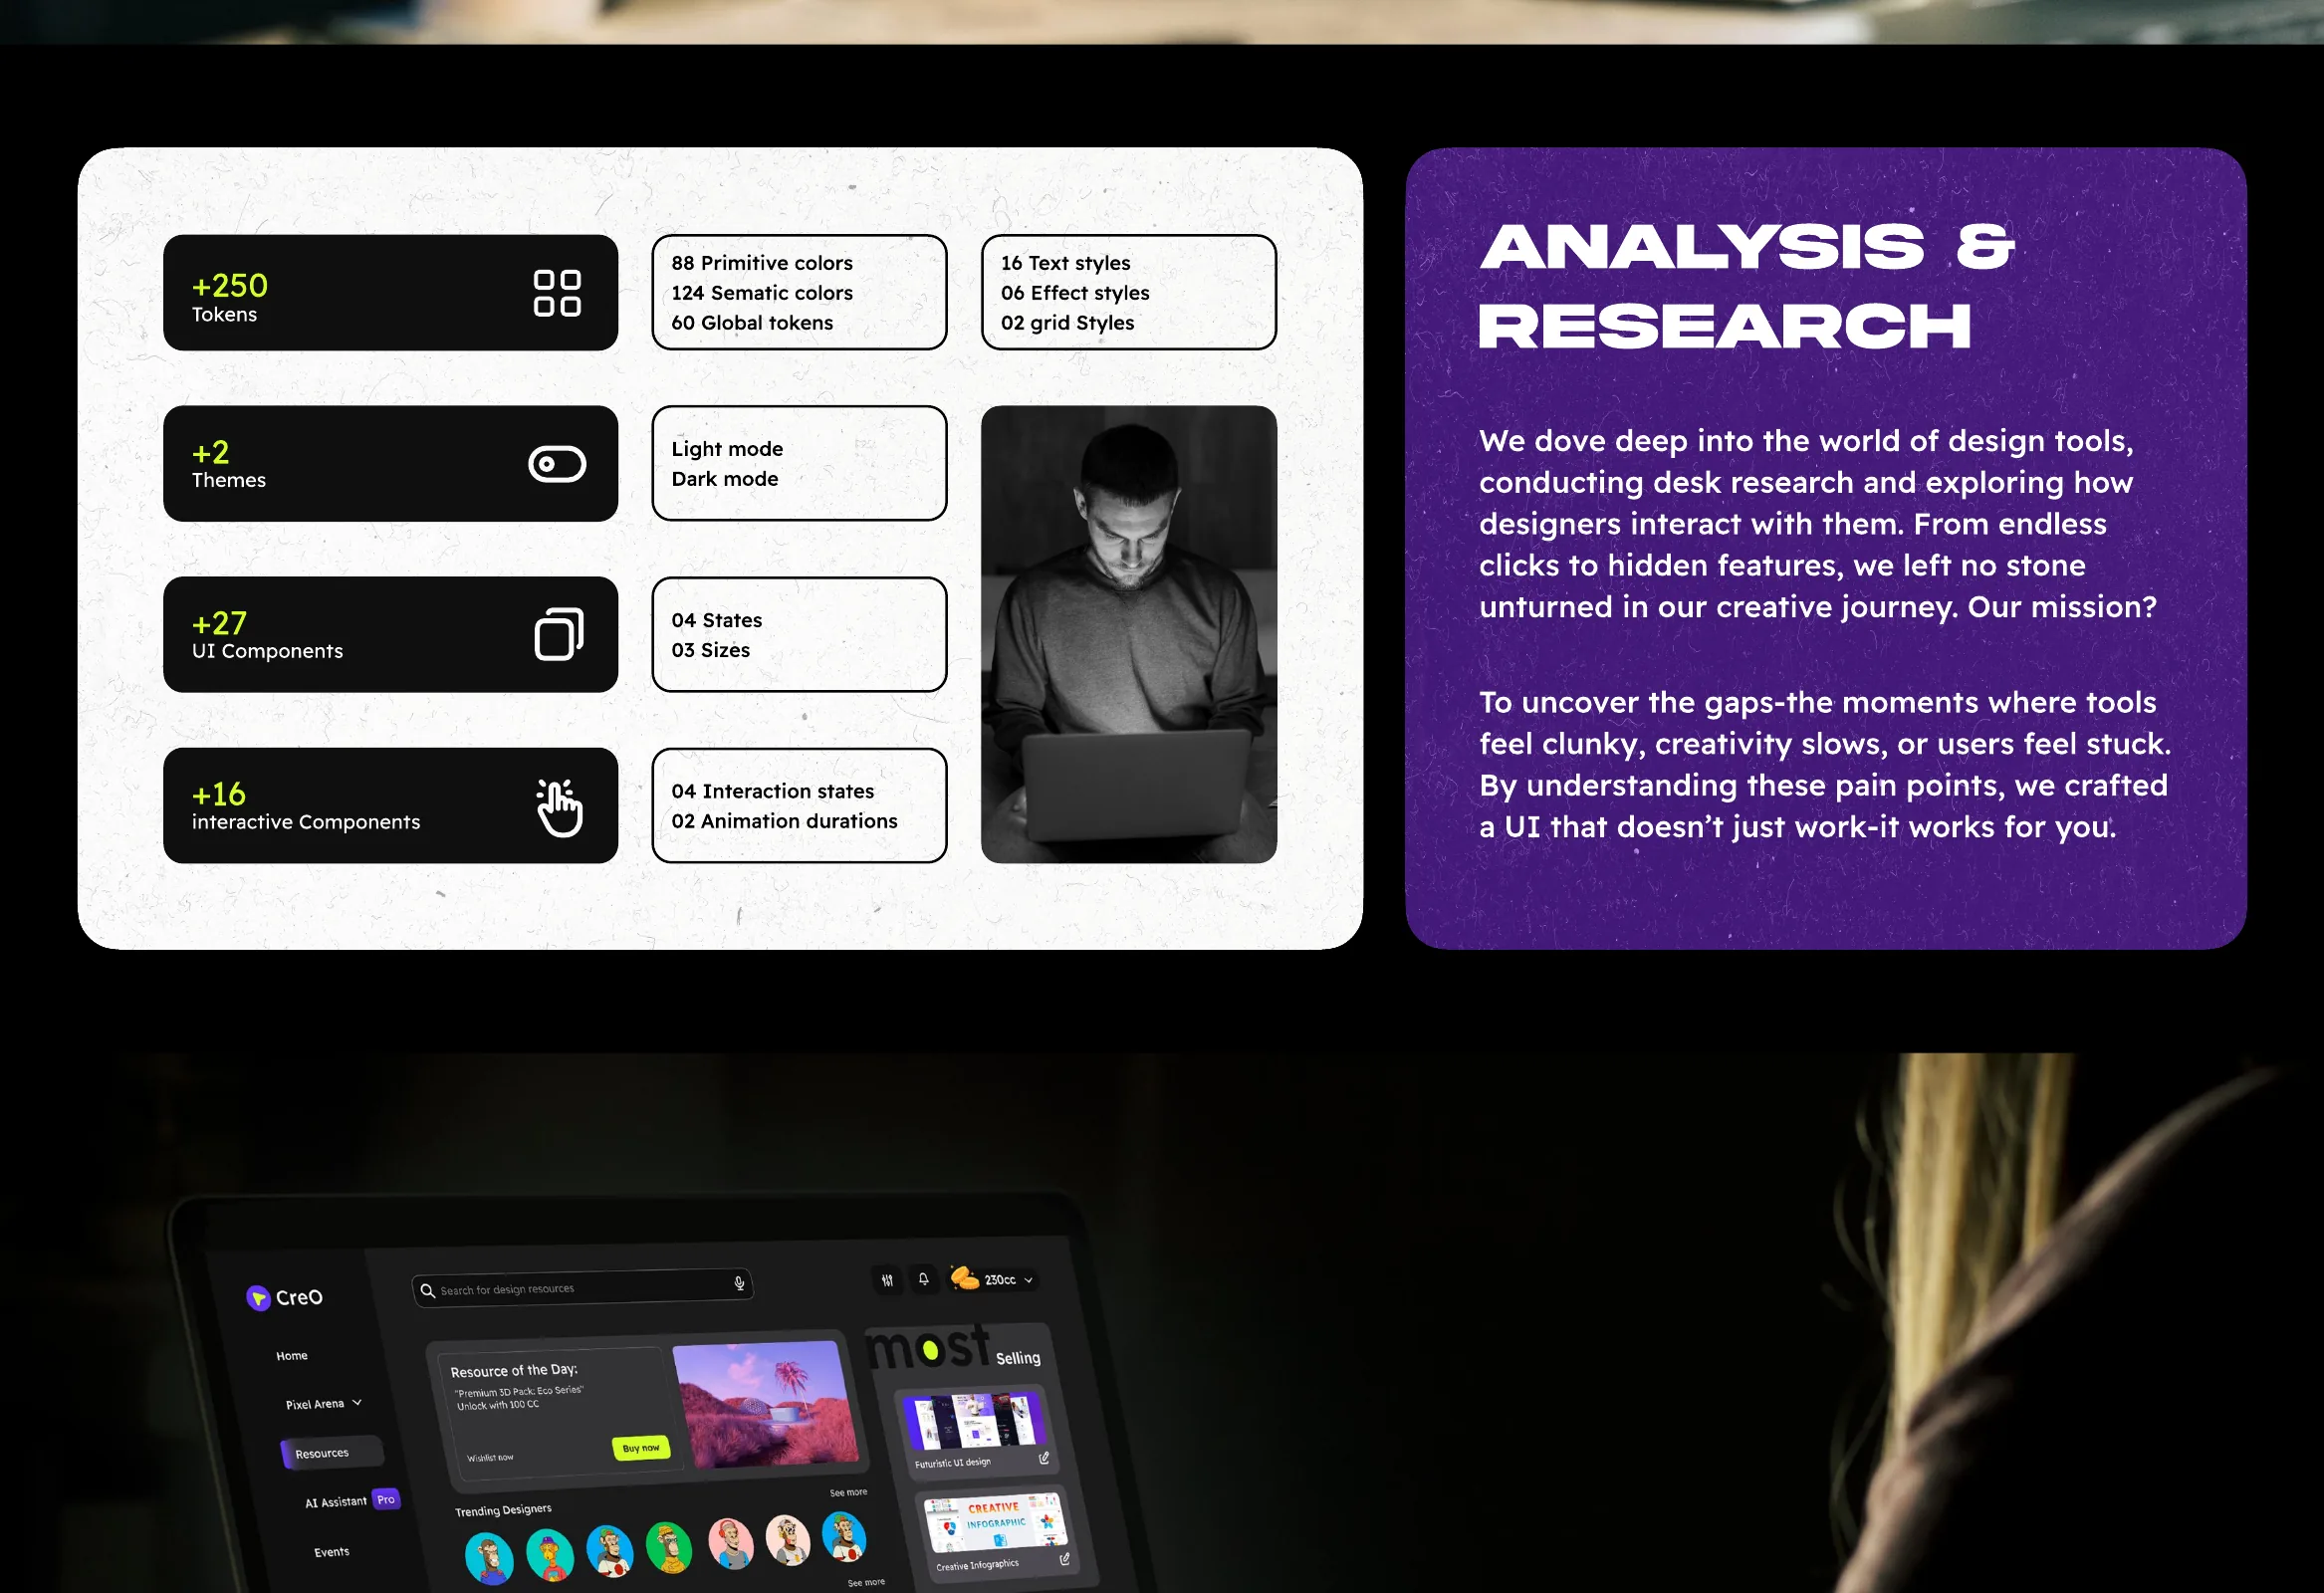 +250
Tokens
88 Primitive colors
124 Sematic colors
60 Global tokens
16 Text styles
06 Effect styles
02 grid Styles
+2
Themes
Light mode
Dark mode
+27
UI Components
04 States
03 Sizes
+16
interactive Components
04 Interaction states
02 Animation durations
ANALYSIS &
RESEARCH
We dove deep into the world of design tools,
conducting desk research and exploring how
designers interact with them. From endless
clicks to hidden features, we left no stone
unturned in our creative journey. Our mission?
To uncover the gaps-the moments where tools
feel clunky, creativity slows, or users feel stuck.
By understanding these pain points, we crafted
a UI that doesn’t just work-it works for you.
CreO
Search for design resources
230cc
Home
Pixel Arena
Resources
AI Assistant Pro
Events
Resource of the Day:
"Premium 3D Pack: Eco Series"
Unlock with 100 CC
Wishlist now
Buy now
most
Selling
Futuristic UI design
CREATIVE
INFOGRAPHIC
Creative Infographics
Trending Designers
See more
See more